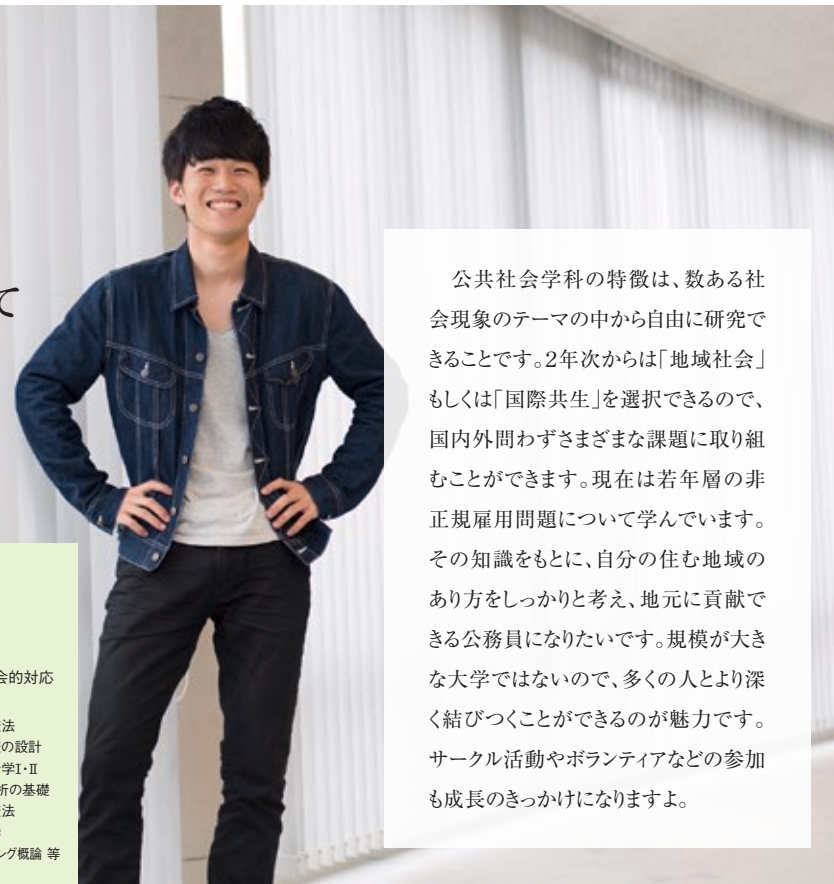 て
公共社会学科の特徴は、数ある社
会現象のテーマの中から自由に研究で
きることです。2年次からは「地域社会」
もしくは「国際共生」を選択できるので、
国内外問わずさまざまな課題に取り組
むことができます。現在は若年層の非
正規雇用問題について学んでいます。
その知識をもとに、自分の住む地域の
あり方をしっかりと考え、地元に貢献で
きる公務員になりたいです。規模が大き
な大学ではないので、多くの人とより深
く結びつくことができるのが魅力です。
サークル活動やボランティアなどの参加
も成長のきっかけになりますよ。
会的対応
法
の設計
学I・II
析の基礎
法
ング概論 等